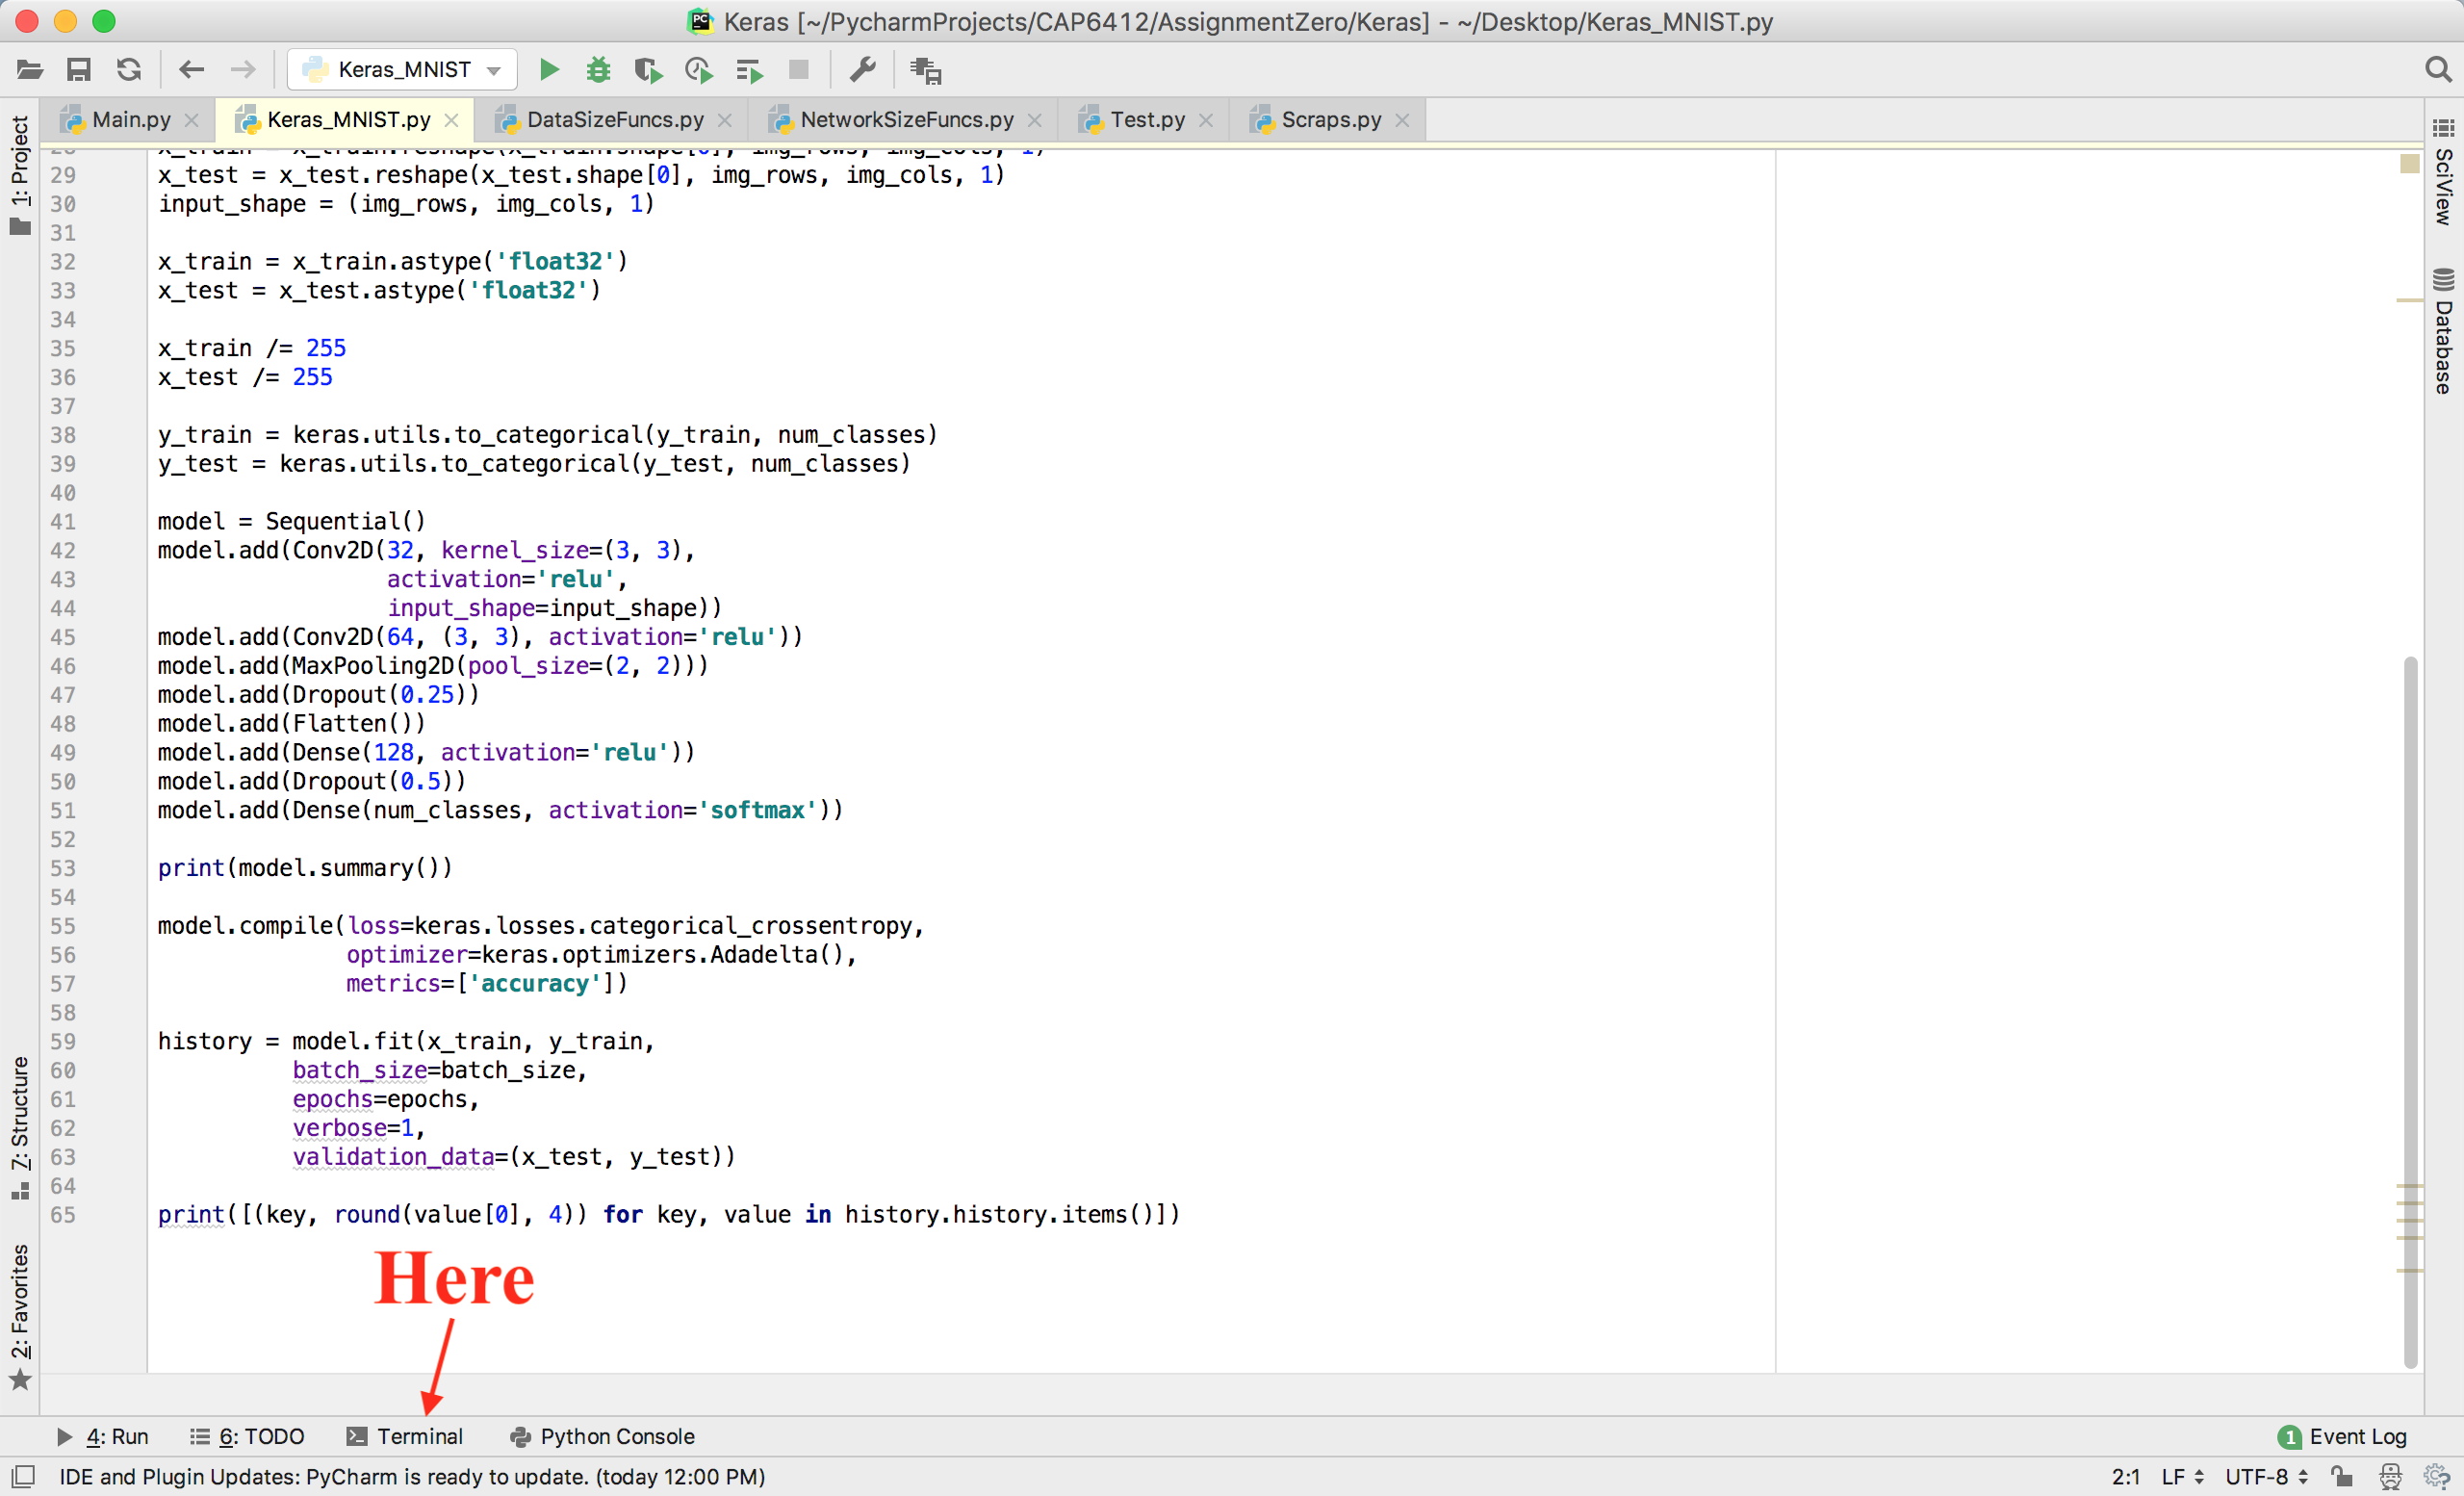 Keras [~/PycharmProjects/CAP6412/AssignmentZero/Keras] - ~/Desktop/Keras_MNIST.py
Keras_MNIST
Main.py Keras_MNIST.py DataSizeFuncs.py NetworkSizeFuncs.py Test.py Scraps.py
1: Project
7: Structure
2: Favorites
28 x_train = x_train.reshape(x_train.shape[0], img_rows, img_cols, 1)
29 x_test = x_test.reshape(x_test.shape[0], img_rows, img_cols, 1)
30 input_shape = (img_rows, img_cols, 1)
31
32 x_train = x_train.astype('float32')
33 x_test = x_test.astype('float32')
34
35 x_train /= 255
36 x_test /= 255
37
38 y_train = keras.utils.to_categorical(y_train, num_classes)
39 y_test = keras.utils.to_categorical(y_test, num_classes)
40
41 model = Sequential()
42 model.add(Conv2D(32, kernel_size=(3, 3),
43 activation='relu',
44 input_shape=input_shape))
45 model.add(Conv2D(64, (3, 3), activation='relu'))
46 model.add(MaxPooling2D(pool_size=(2, 2)))
47 model.add(Dropout(0.25))
48 model.add(Flatten())
49 model.add(Dense(128, activation='relu'))
50 model.add(Dropout(0.5))
51 model.add(Dense(num_classes, activation='softmax'))
52
53 print(model.summary())
54
55 model.compile(loss=keras.losses.categorical_crossentropy,
56 optimizer=keras.optimizers.Adadelta(),
57 metrics=['accuracy'])
58
59 history = model.fit(x_train, y_train,
60 batch_size=batch_size,
61 epochs=epochs,
62 verbose=1,
63 validation_data=(x_test, y_test))
64
65 print([(key, round(value[0], 4)) for key, value in history.history.items()])
Here
SciView
Database
4: Run 6: TODO Terminal Python Console 1 Event Log
IDE and Plugin Updates: PyCharm is ready to update. (today 12:00 PM) 2:1 LF UTF-8